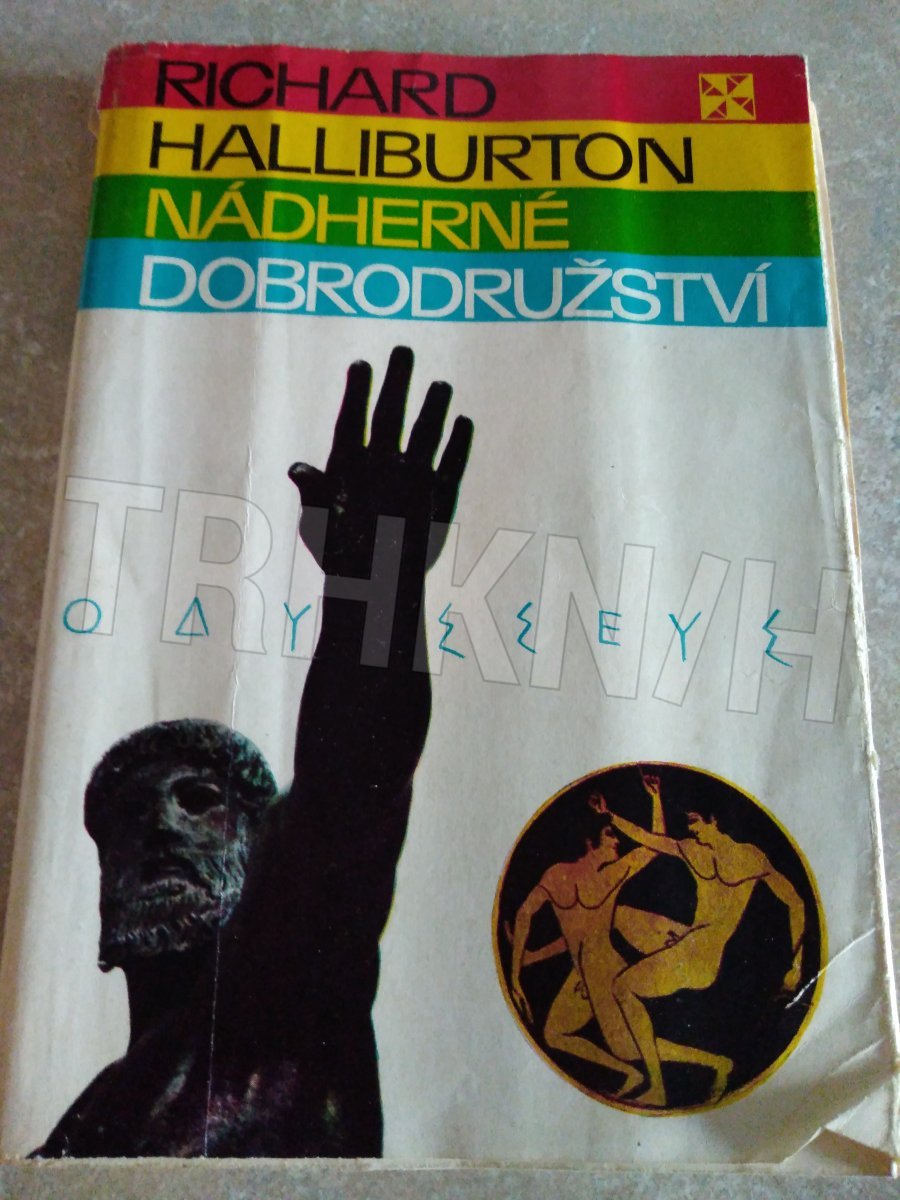 RICHARD
HALLIBURTON
NÁDHERNÉ
DOBRODRUŽSTVÍ
TRHKNIH
ΟΔΥΣΣΕΥΣ